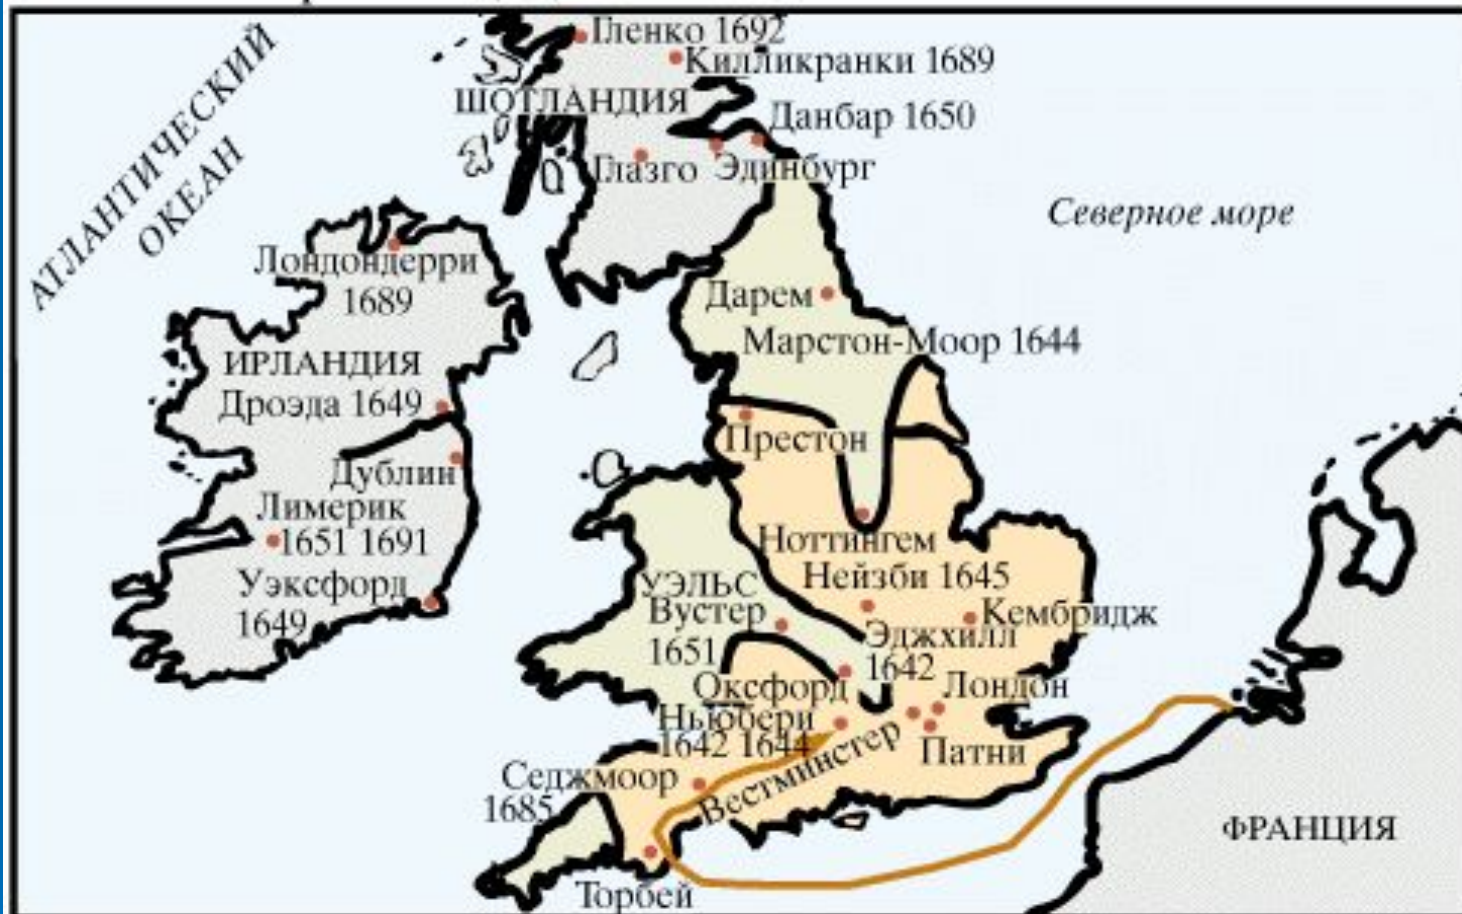 Гленко 1692
Килликранки 1689
АТЛАНТИЧЕСКИЙ
ОКЕАН
ШОТЛАНДИЯ
Данбар 1650
Глазго
Эдинбург
Северное море
Лондондерри
1689
Дарем
Марстон-Моор 1644
ИРЛАНДИЯ
Дроэда 1649
Престон
Дублин
Лимерик
1651 1691
Ноттингем
Нейзби 1645
Уэксфорд
1649
УЭЛЬС
Вустер
1651
Кембридж
Эджхилл
1642
Оксфорд
Лондон
Ньюбери
1642 1644
Вестминстер
Патни
Седжмоор
1685
ФРАНЦИЯ
Торбей